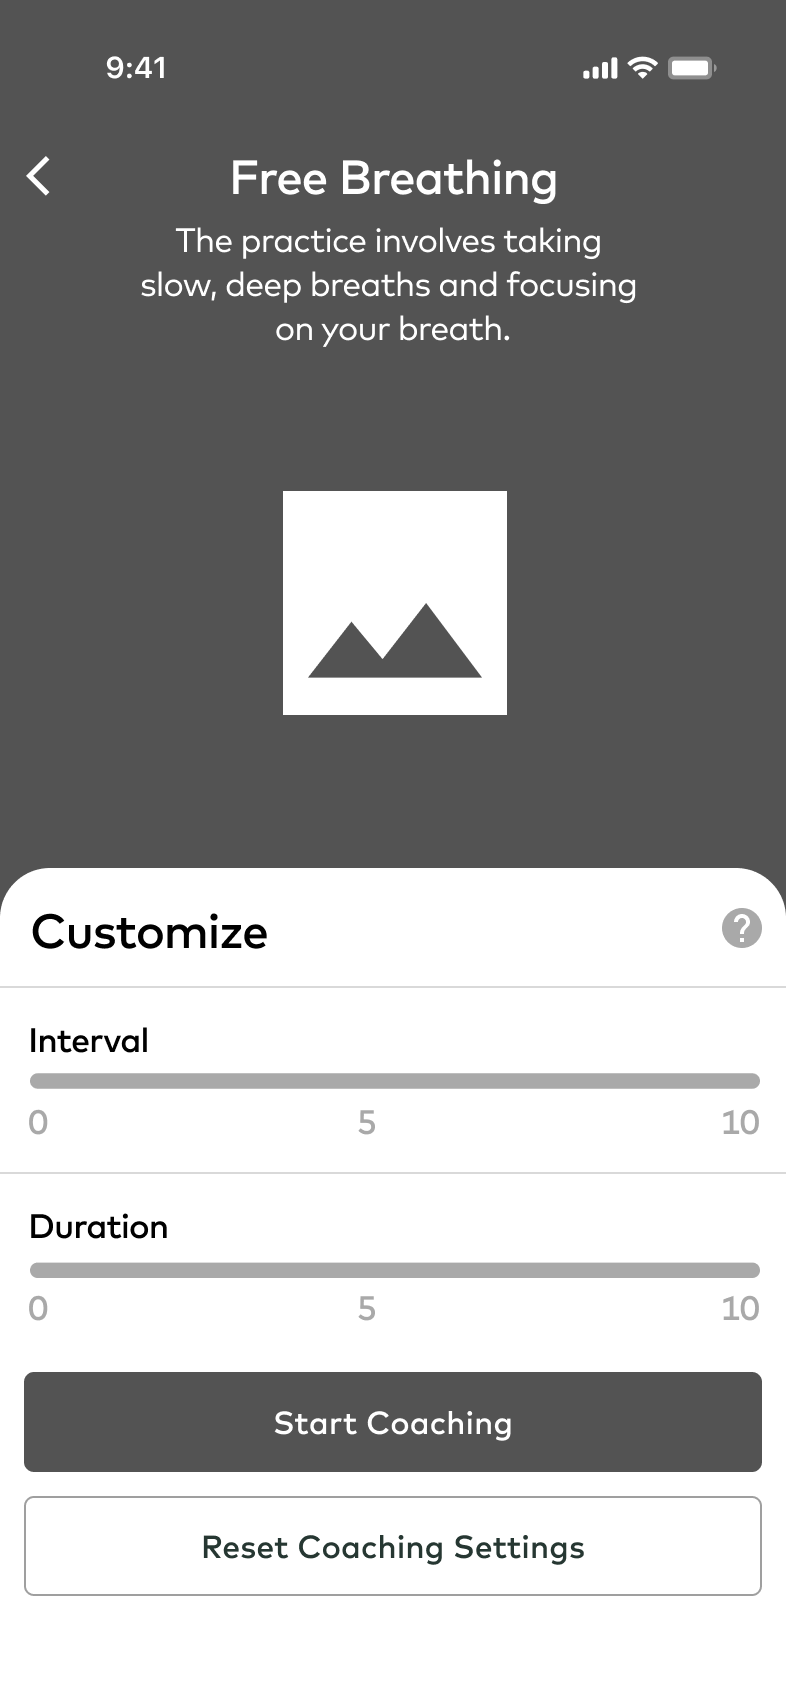 9:41
Free Breathing
The practice involves taking
slow, deep breaths and focusing
on your breath.
Customize
?
Interval
0 5 10
Duration
0 5 10
Start Coaching
Reset Coaching Settings